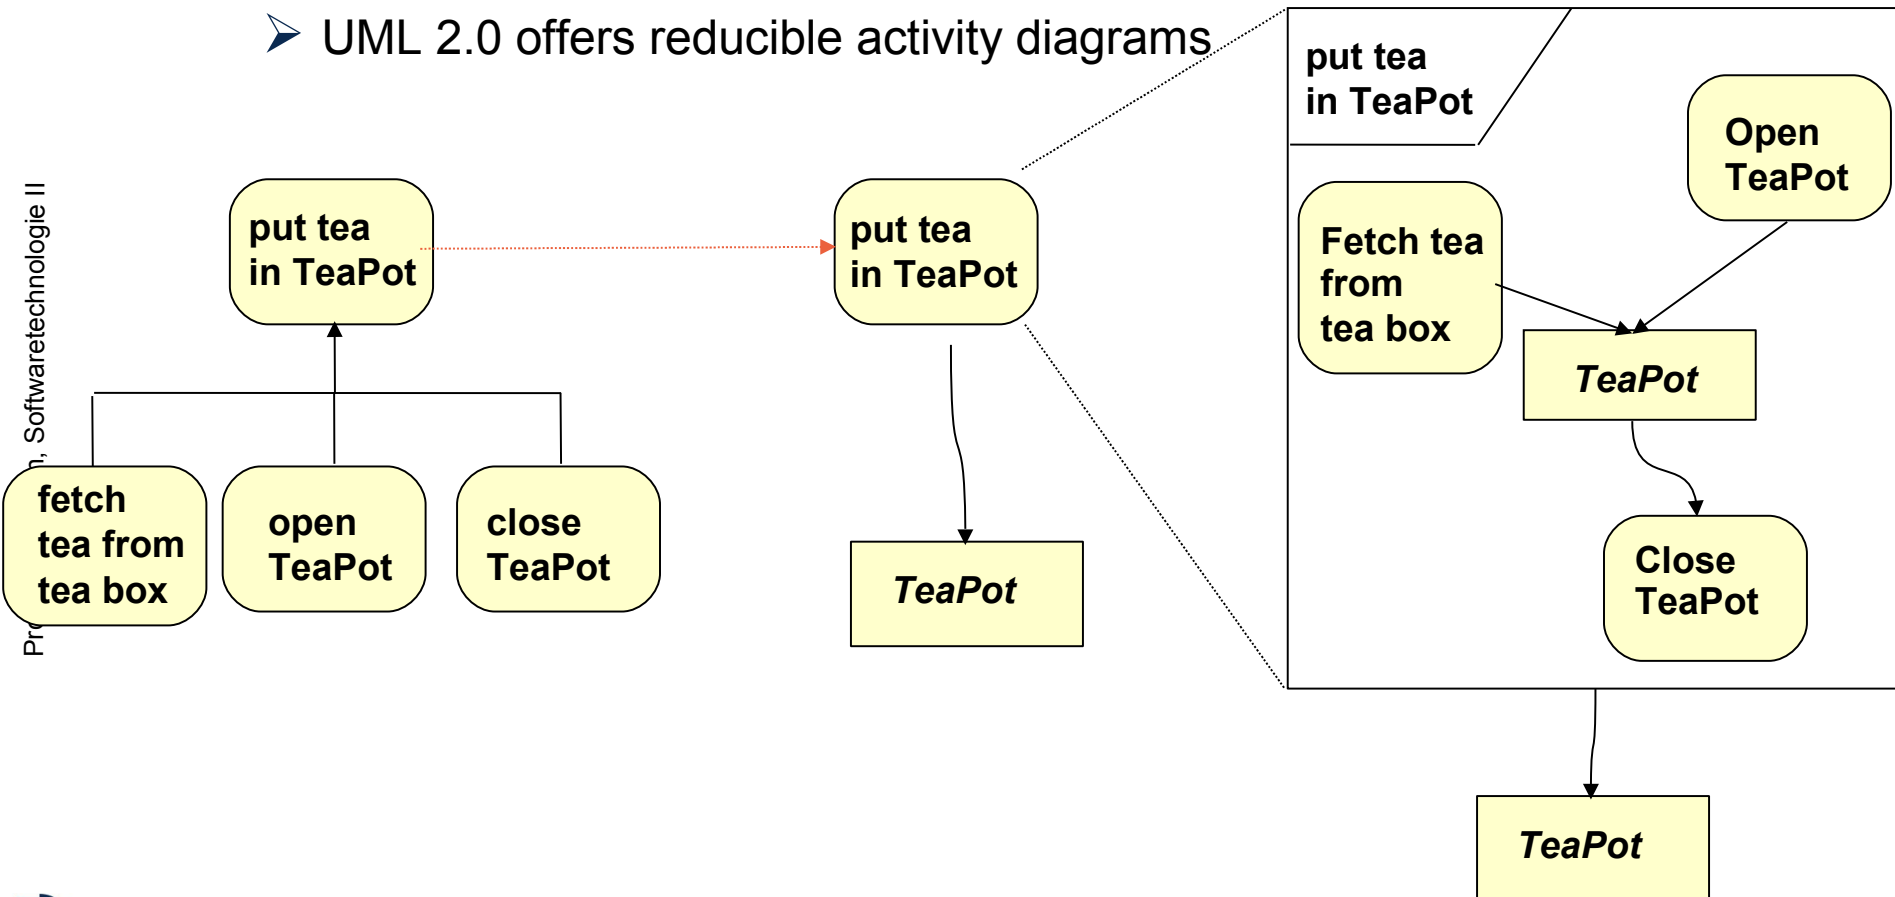 UML 2.0 offers reducible activity diagrams
put tea
in TeaPot
fetch
tea from
tea box
open
TeaPot
close
TeaPot
put tea
in TeaPot
TeaPot
put tea
in TeaPot
Open
TeaPot
Fetch tea
from
tea box
TeaPot
Close
TeaPot
TeaPot
, Softwaretechnologie II